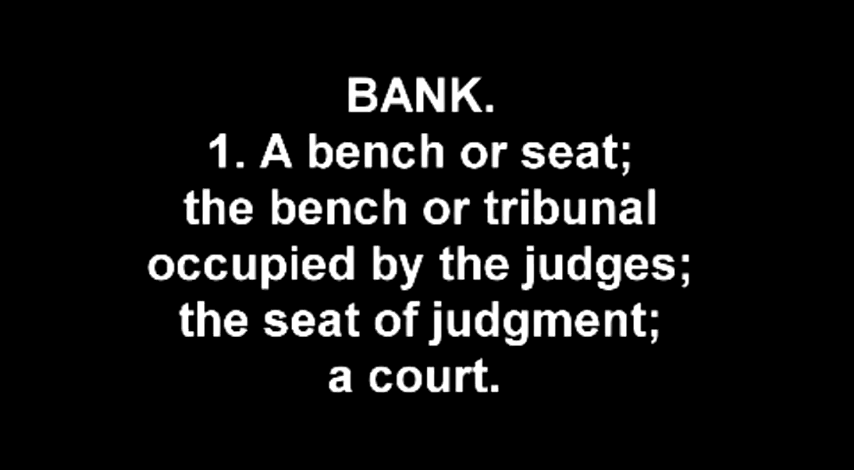 BANK.
1. A bench or seat;
the bench or tribunal
occupied by the judges;
the seat of judgment;
a court.